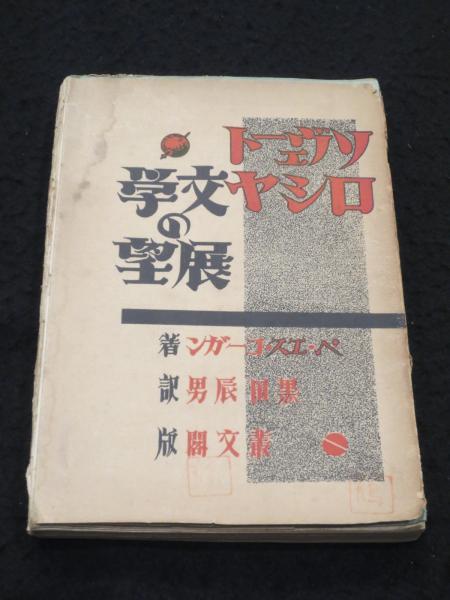 ソヴェート
ロシヤ文学
の
展望
ペ・エス・コーガン著
黒田辰男訳
叢文閣版